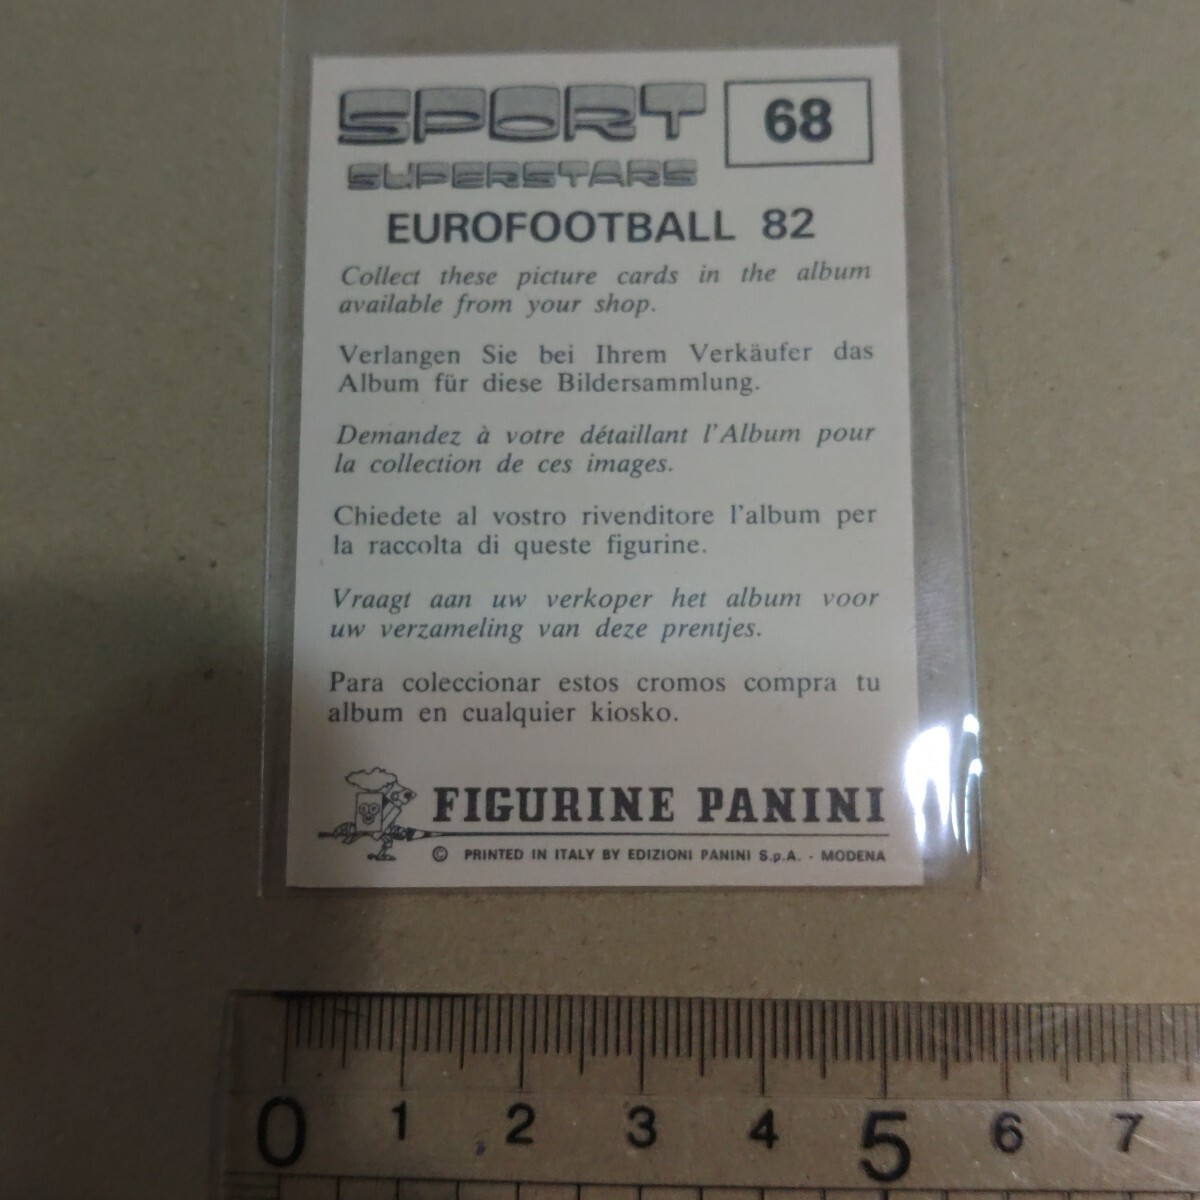 SPORT
68
SUPERSTARS
EUROFOOTBALL 82
Collect these picture cards in the album
available from your shop.
Verlangen Sie bei Ihrem Verkäufer das
Album für diese Bildersammlung.
Demandez à votre détaillant l'Album pour
la collection de ces images.
Chiedete al vostro rivenditore l'album per
la raccolta di queste figurine.
Vraagt aan uw verkoper het album voor
uw verzameling van deze prentjes.
Para coleccionar estos cromos compra tu
album en cualquier kiosko.
FIGURINE PANINI
© PRINTED IN ITALY BY EDIZIONI PANINI S.p.A. - MODENA
0 1 2 3 4 5 6 7